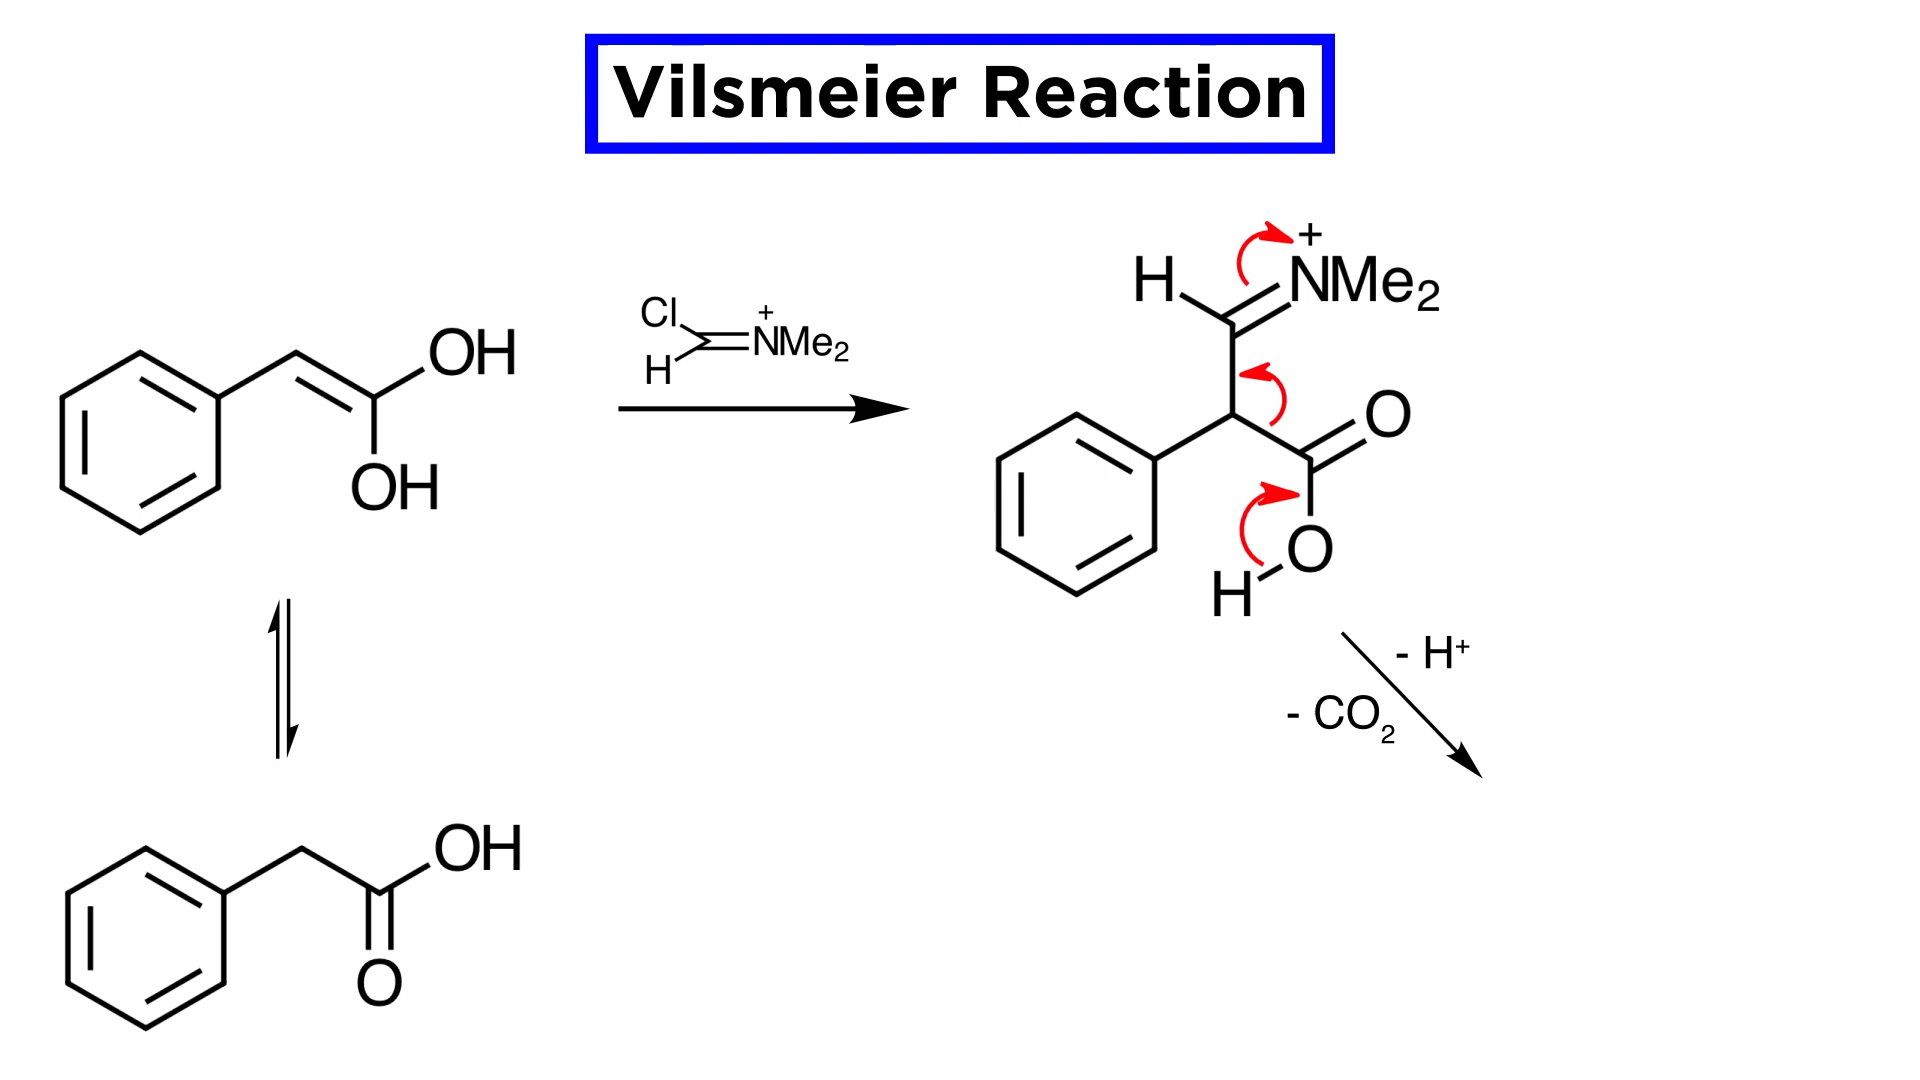 Vilsmeier Reaction
OH
OH
Cl
H
+
NMe2
H
+
NMe2
O
O
H
- H+
- CO2
OH
O